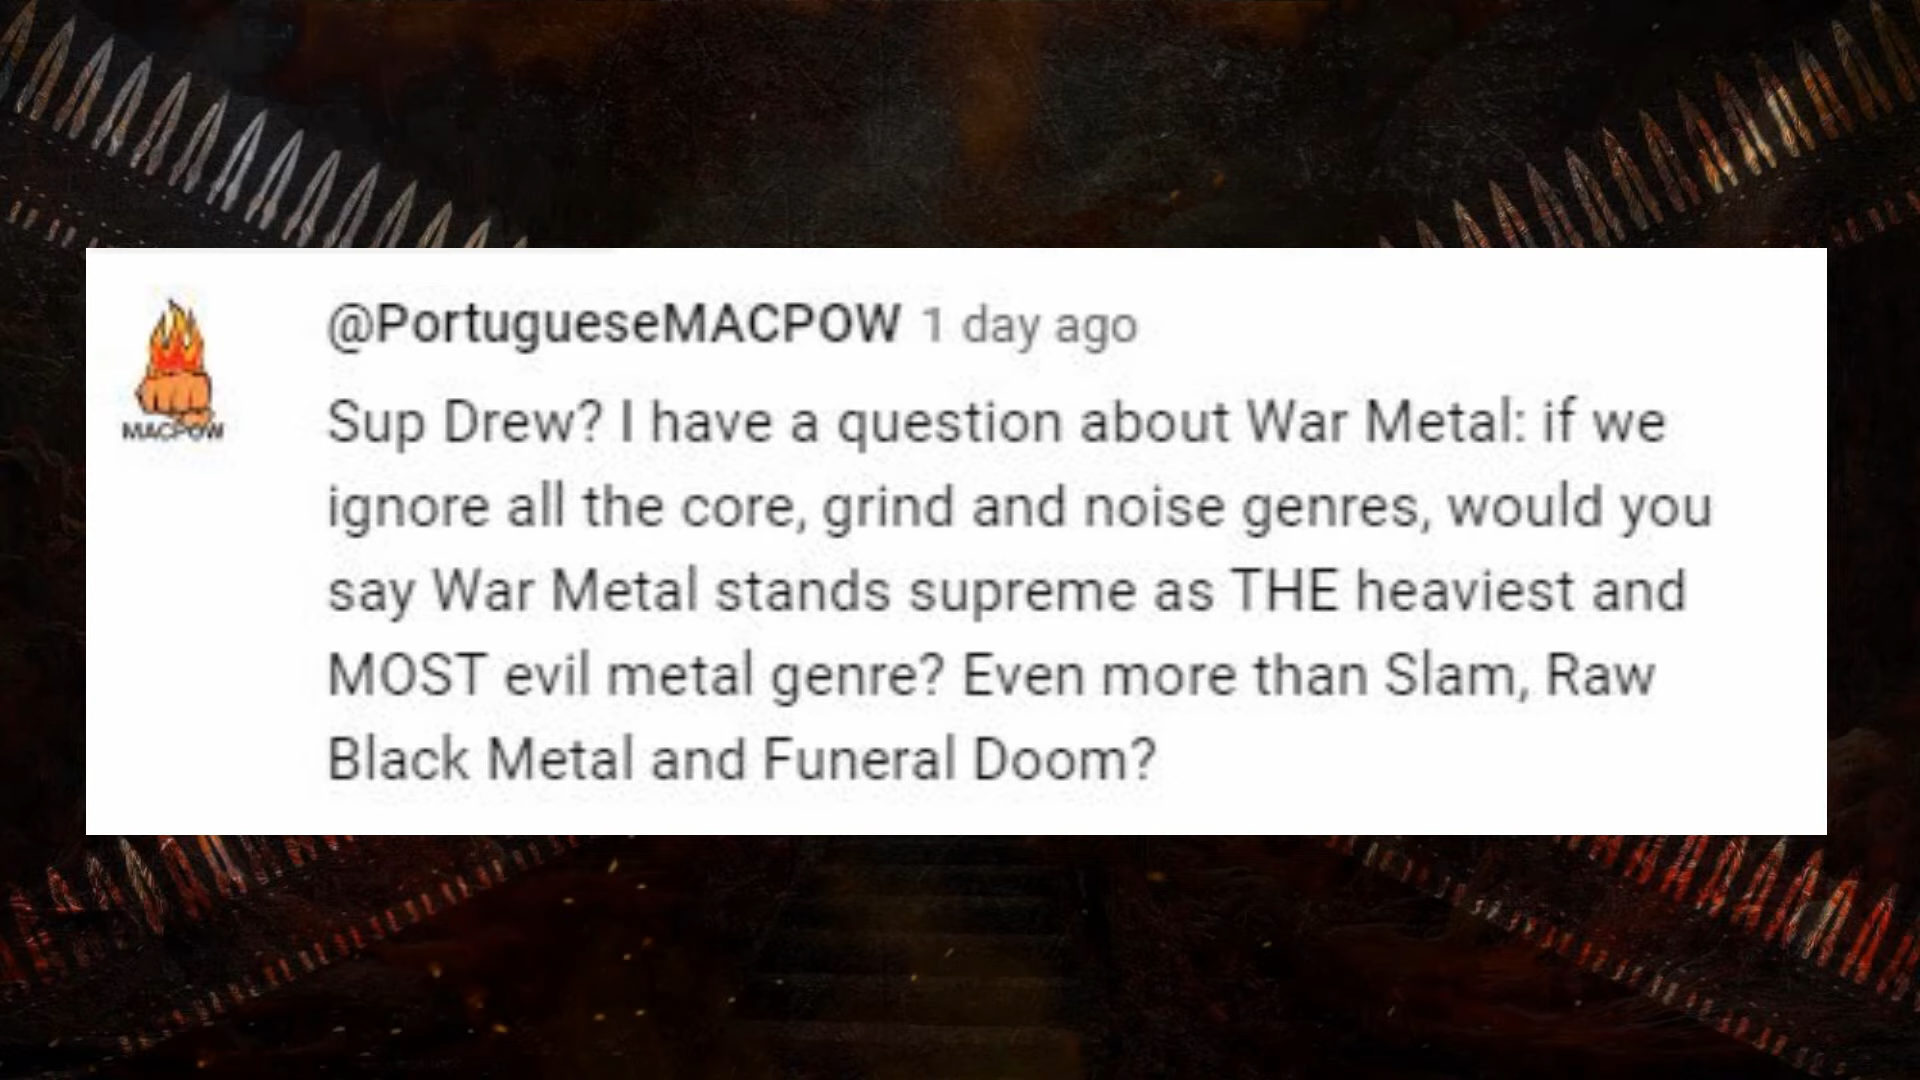 @PortugueseMACPOW 1 day ago
MACPOW
Sup Drew? I have a question about War Metal: if we
ignore all the core, grind and noise genres, would you
say War Metal stands supreme as THE heaviest and
MOST evil metal genre? Even more than Slam, Raw
Black Metal and Funeral Doom?